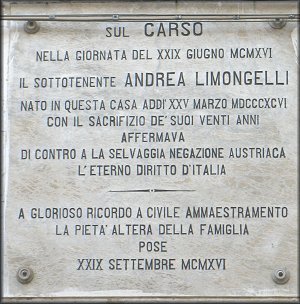 SUL CARSO
NELLA GIORNATA DEL XXIX GIUGNO MCMXVI
IL SOTTOTENENTE ANDREA LIMONGELLI
NATO IN QUESTA CASA ADDI' XXV MARZO MDCCCXCVI
CON IL SACRIFIZIO DE' SUOI VENTI ANNI
AFFERMAVA
DI CONTRO A LA SELVAGGIA NEGAZIONE AUSTRIACA
L'ETERNO DIRITTO D'ITALIA
A GLORIOSO RICORDO A CIVILE AMMAESTRAMENTO
LA PIETA' ALTERA DELLA FAMIGLIA
POSE
XXIX SETTEMBRE MCMXVI